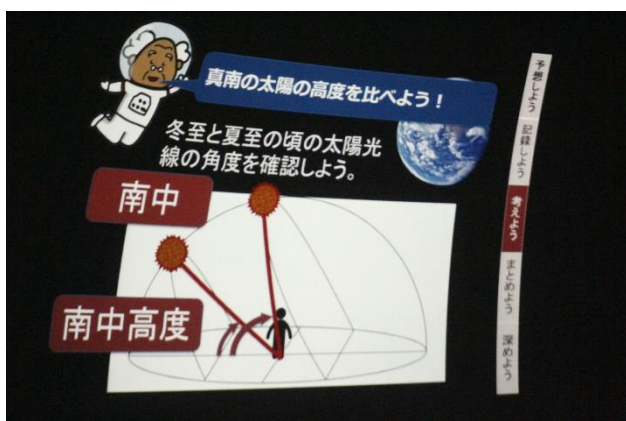 真南の太陽の高度を比べよう！
冬至と夏至の頃の太陽光
線の角度を確認しよう。
南中
南中高度
予想しよう
記録しよう
考えよう
まとめよう
深めよう